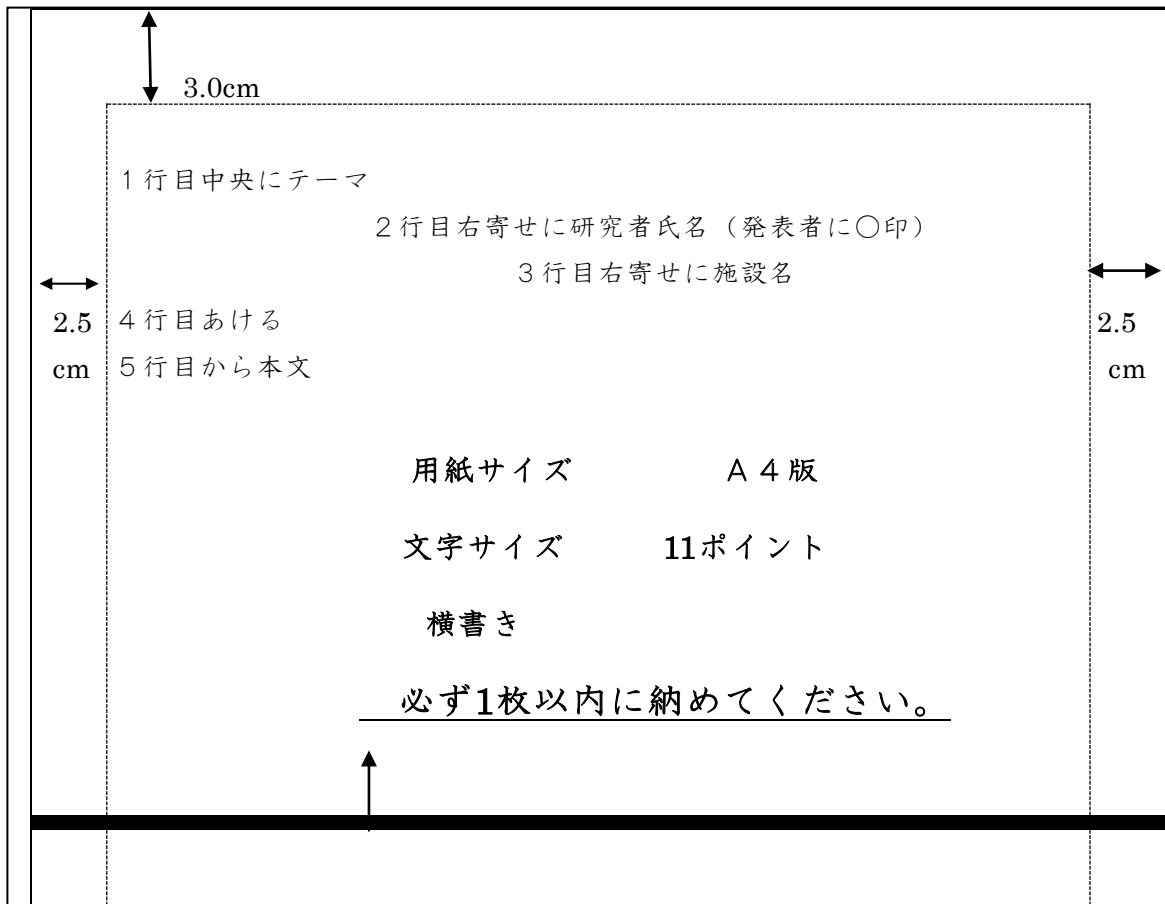 3.0cm
1行目中央にテーマ
2行目右寄せに研究者氏名（発表者に○印）
3行目右寄せに施設名
2.5
cm
4行目あける
5行目から本文
2.5
cm
用紙サイズ　A4版
文字サイズ　11ポイント
横書き
必ず1枚以内に納めてください。